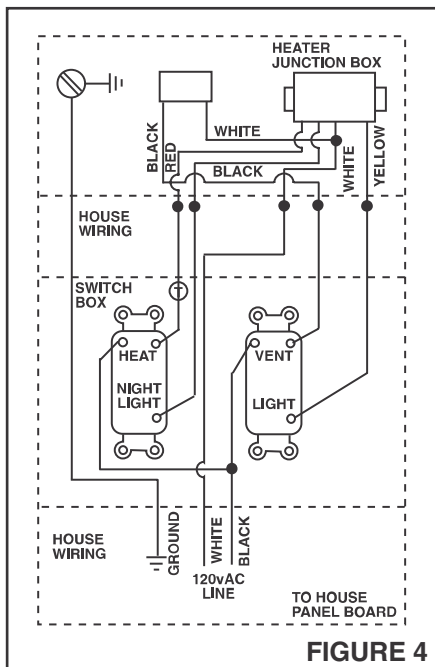 HEATER
JUNCTION BOX
WHITE
BLACK
RED
BLACK
WHITE
YELLOW
HOUSE
WIRING
SWITCH
BOX
T
HEAT
VENT
NIGHT
LIGHT
LIGHT
HOUSE
WIRING
GROUND
WHITE
BLACK
120vAC
LINE
TO HOUSE
PANEL BOARD
FIGURE 4